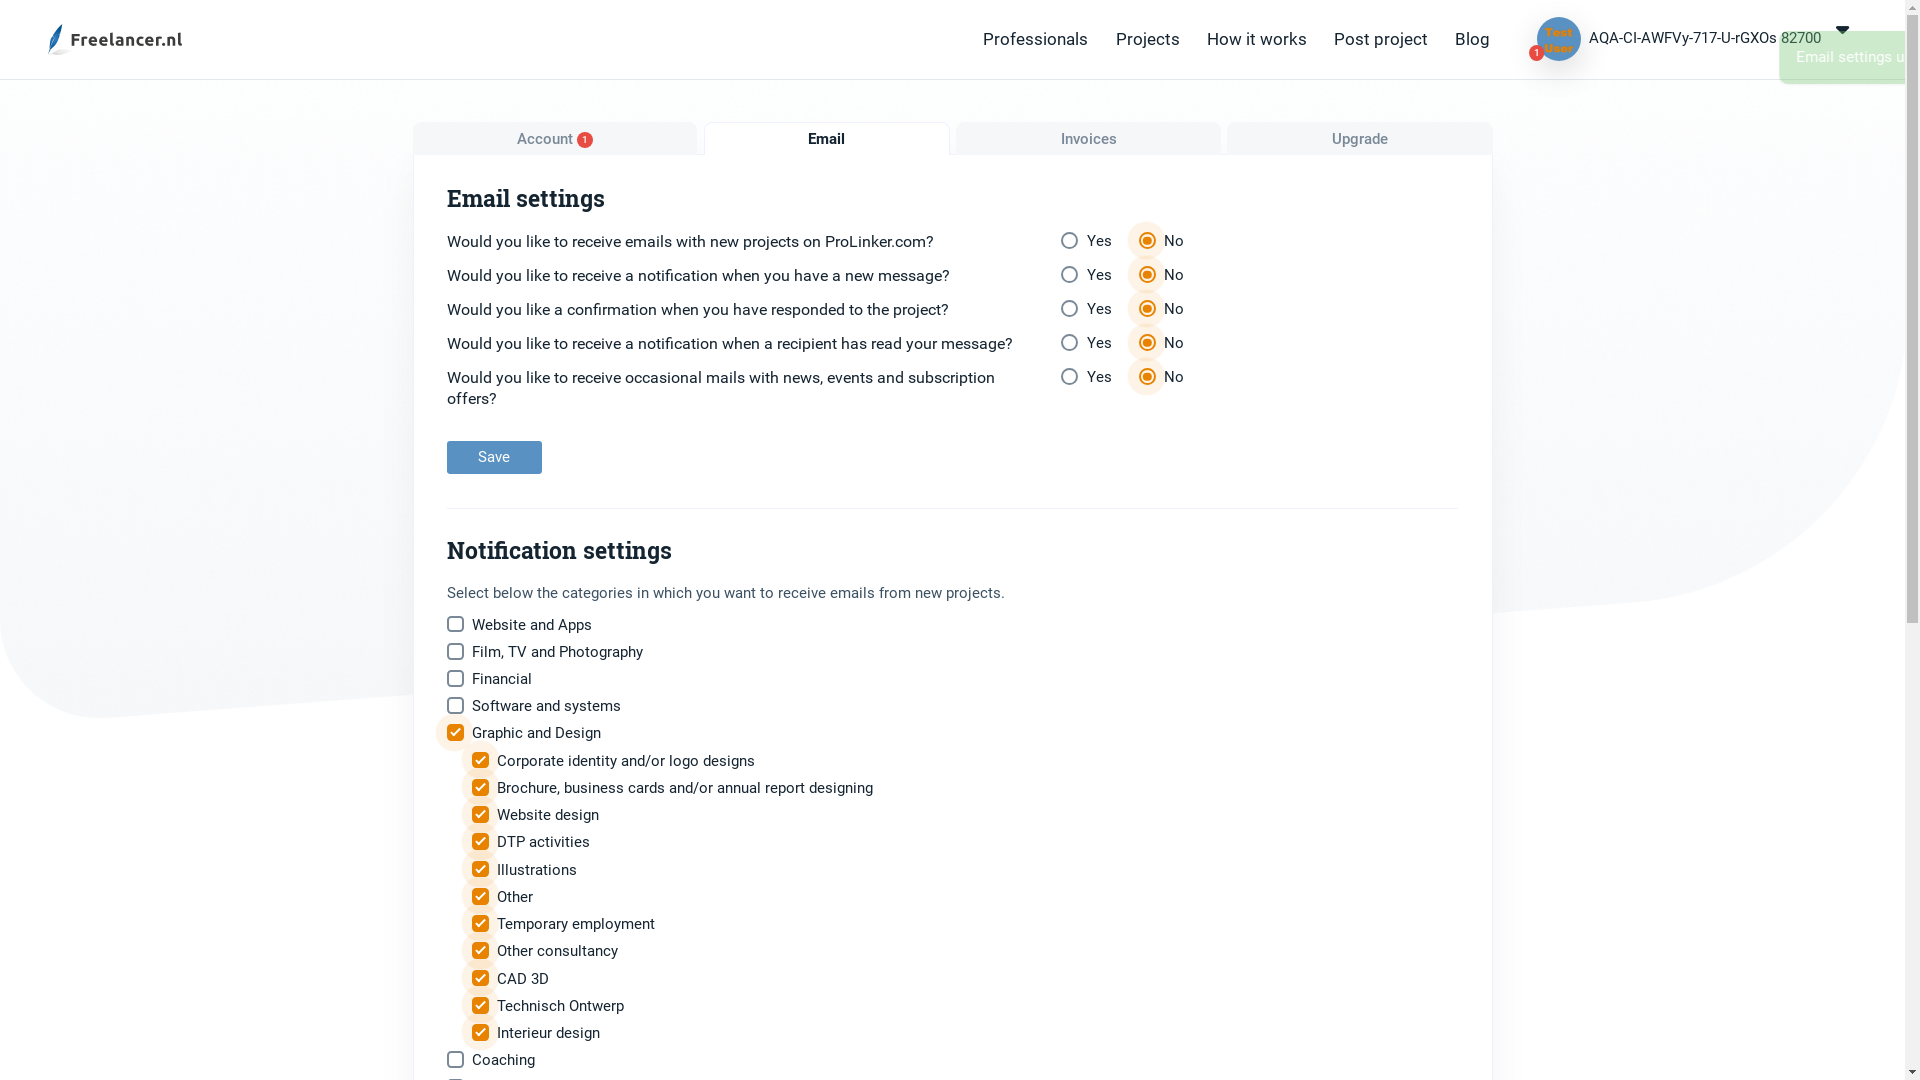 Freelancer.nl
Professionals
Projects
How it works
Post project
Blog
Test
User
1
AQA-CI-AWFVy-717-U-rGXOs 82700
Email settings u
Account 1
Email
Invoices
Upgrade
Email settings
Would you like to receive emails with new projects on ProLinker.com? Yes No
Would you like to receive a notification when you have a new message? Yes No
Would you like a confirmation when you have responded to the project? Yes No
Would you like to receive a notification when a recipient has read your message? Yes No
Would you like to receive occasional mails with news, events and subscription Yes No
offers?
Save
Notification settings
Select below the categories in which you want to receive emails from new projects.
Website and Apps
Film, TV and Photography
Financial
Software and systems
Graphic and Design
Corporate identity and/or logo designs
Brochure, business cards and/or annual report designing
Website design
DTP activities
Illustrations
Other
Temporary employment
Other consultancy
CAD 3D
Technisch Ontwerp
Interieur design
Coaching